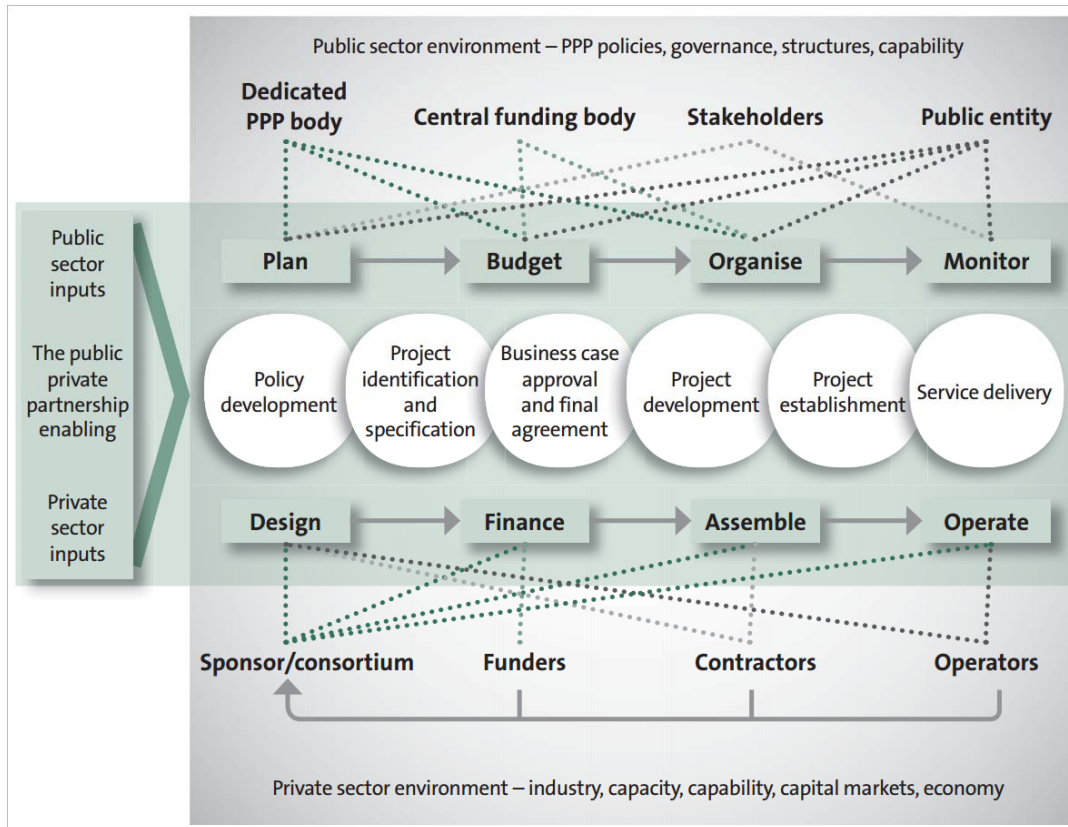 Public sector environment – PPP policies, governance, structures, capability
Dedicated
PPP body
Central funding body
Stakeholders
Public entity
Public
sector
inputs
Plan
Budget
Organise
Monitor
The public
private
partnership
enabling
Policy
development
Project
identification
and
specification
Business case
approval
and final
agreement
Project
development
Project
establishment
Service delivery
Private
sector
inputs
Design
Finance
Assemble
Operate
Sponsor/consortium
Funders
Contractors
Operators
Private sector environment – industry, capacity, capability, capital markets, economy